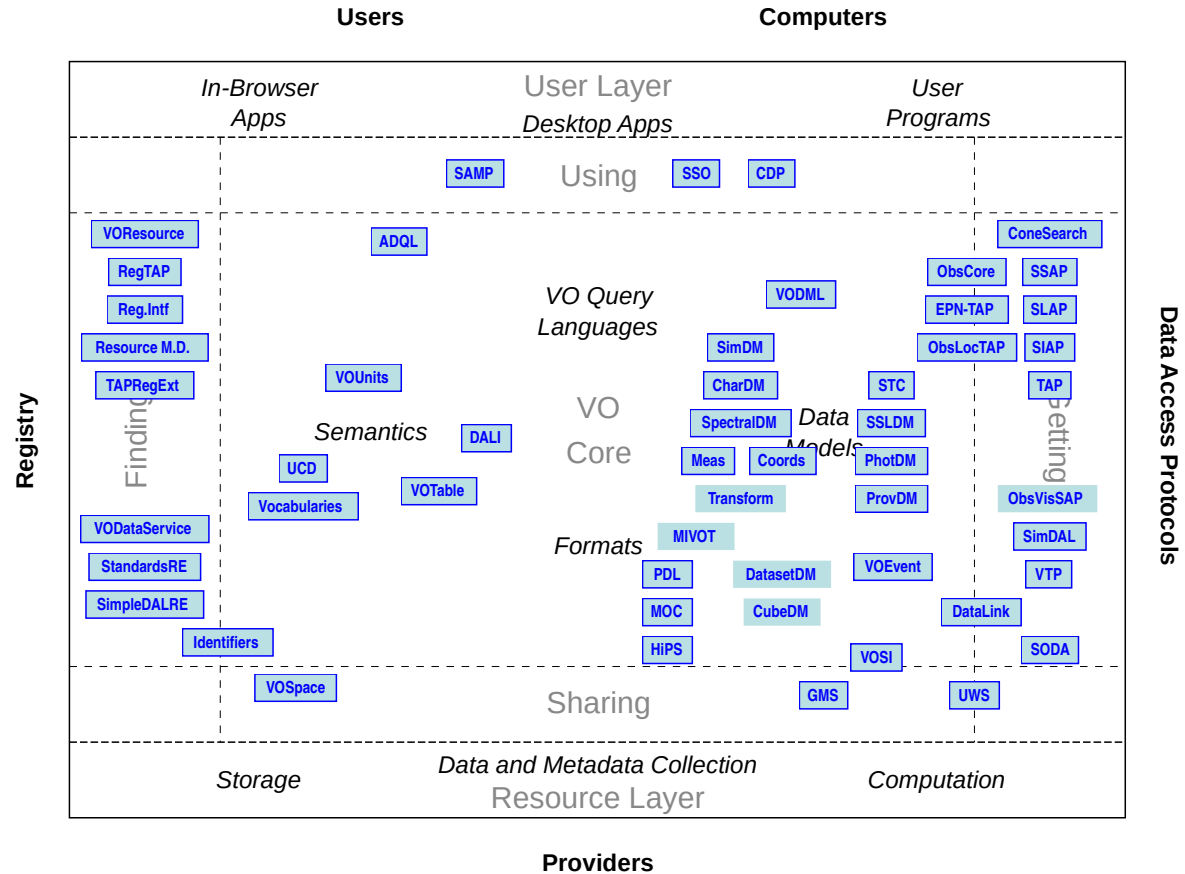 Users
Computers
In-Browser
Apps
User Layer
Desktop Apps
User
Programs
SAMP
Using
SSO
CDP
Registry
Finding
VOResource
RegTAP
Reg.Intf
Resource M.D.
TAPRegExt
VODataService
StandardsRE
SimpleDALRE
Identifiers
ADQL
VOUnits
Semantics
DALI
UCD
VOTable
Vocabularies
VO Query
Languages
VO
Core
Formats
VODML
SimDM
CharDM
SpectralDM
Meas
Coords
Transform
MIVOT
PDL
DatasetDM
MOC
CubeDM
HiPS
Data
Models
STC
SSLDM
PhotDM
ProvDM
VOEvent
VOSI
ObsCore
EPN-TAP
ObsLocTAP
DataLink
ConeSearch
SSAP
SLAP
SIAP
TAP
Getting
ObsVisSAP
SimDAL
VTP
SODA
Data Access Protocols
VOSpace
Sharing
GMS
UWS
Storage
Data and Metadata Collection
Resource Layer
Computation
Providers